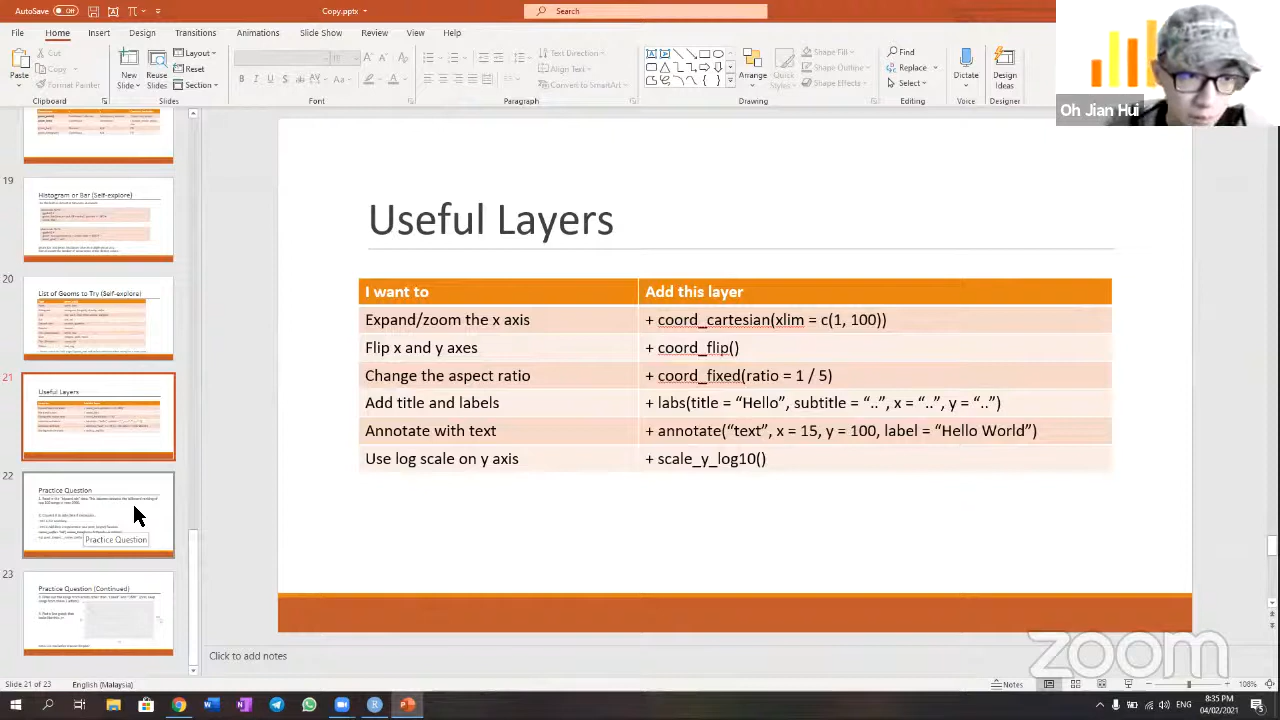 AutoSave
Off
Copy.pptx
Search
File
Home
Insert
Design
Transitions
Animations
Slide Show
Review
View
Help
Paste
Cut
Copy
Format Painter
Clipboard
New
Slides
Reuse
Slides
Layout
Section
Slides
Font
Text Direction
Align Text
Convert to SmartArt
Paragraph
Arrange
Quick
Styles
Shape Fill
Shape Outline
Shape Effects
Drawing
Find
Replace
Select
Editing
Dictate
Voice
Design
Ideas
Designer
Oh Jian Hui
19
Histogram or Bar (Self-explore)
20
List of Geoms to Try (Self-explore)
21
Useful Layers
22
Practice Question
Practice Question
23
Practice Question (Continued)
Useful Layers
I want to
Add this layer
Expand/zoom the x-axis
+ coord_cartesian(xlim = c(1, 100))
Flip x and y axes
+ coord_flip()
Change the aspect ratio
+ coord_fixed(ratio = 1 / 5)
Add title and labels
+ labs(title = “Hello”, subtitle = “..”, x = “..”, y = “..”)
Annotate with text
+ annotate(“text”, x = 15, y = 100, label = “Hello World”)
Use log scale on y axis
+ scale_y_log10()
Click to add notes
zoom
Slide 21 of 23
English (Malaysia)
Notes
108%
8:35 PM
04/02/2021